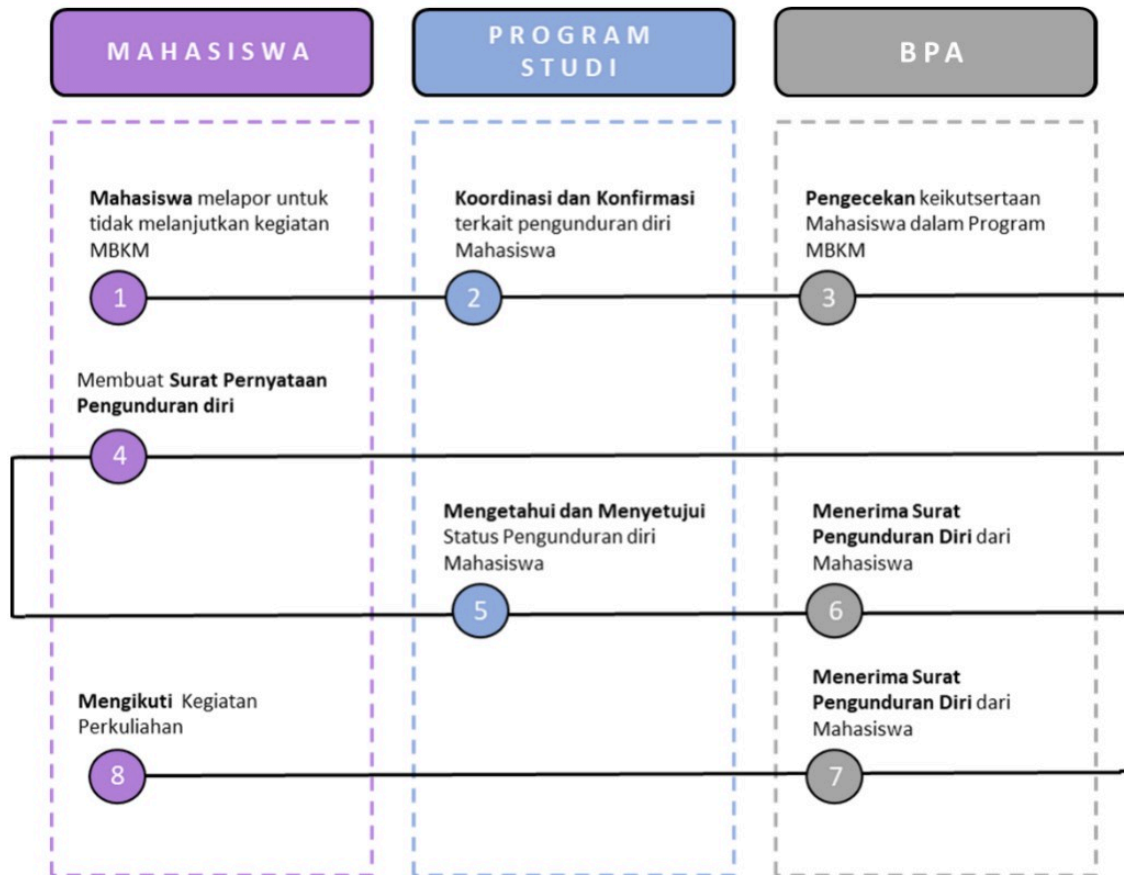 MAHASISWA
PROGRAM
STUDI
BPA
Mahasiswa melapor untuk
tidak melanjutkan kegiatan
MBKM
1
Koordinasi dan Konfirmasi
terkait pengunduran diri
Mahasiswa
2
Pengecekan keikutsertaan
Mahasiswa dalam Program
MBKM
3
Membuat Surat Pernyataan
Pengunduran diri
4
Mengetahui dan Menyetujui
Status Pengunduran diri
Mahasiswa
5
Menerima Surat
Pengunduran Diri dari
Mahasiswa
6
Menerima Surat
Pengunduran Diri dari
Mahasiswa
7
Mengikuti Kegiatan
Perkuliahan
8